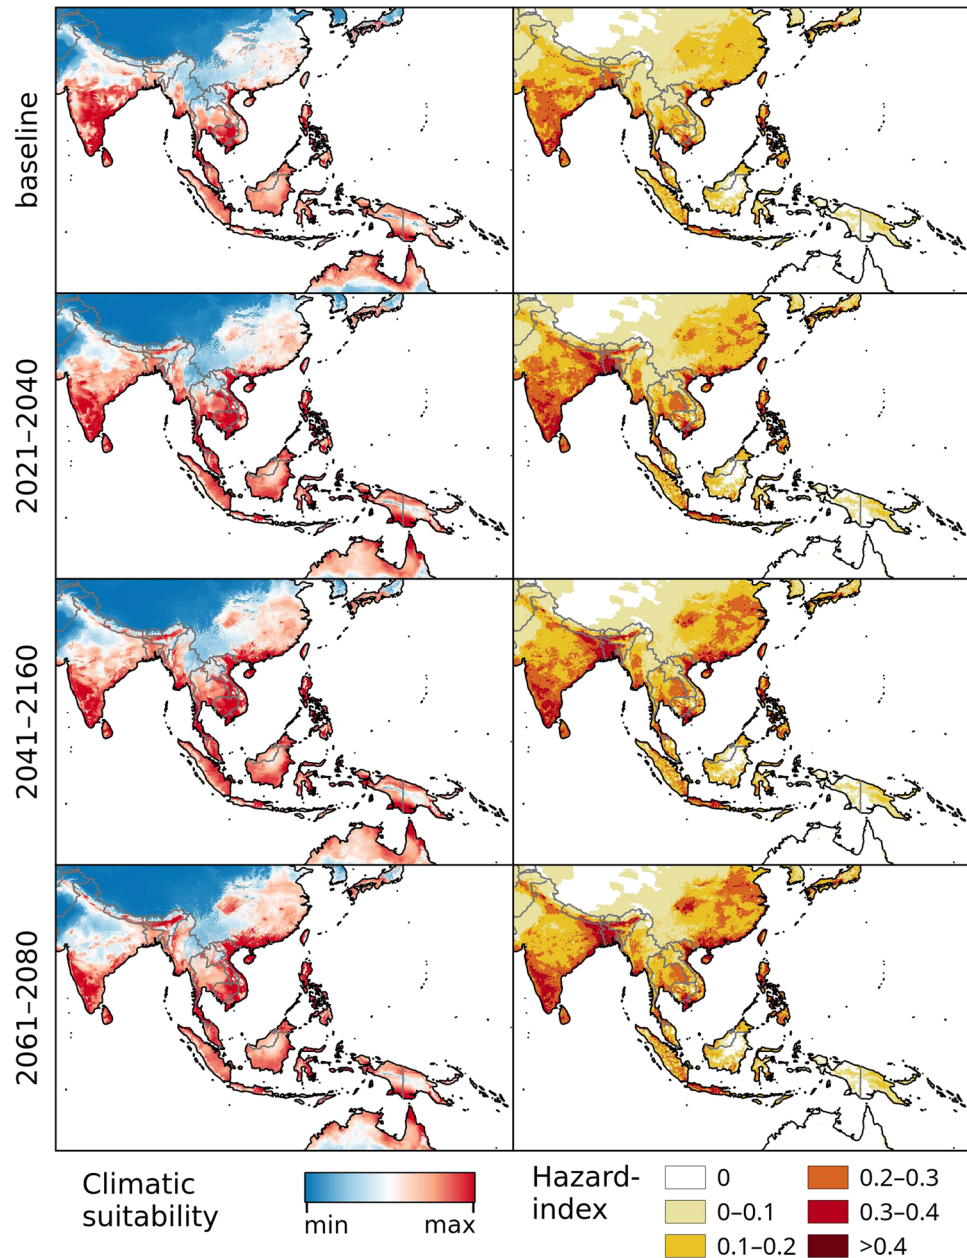 baseline
2021–2040
2041–2160
2061–2080
Climatic
suitability
min
max
Hazard-
index
0
0–0.1
0.1–0.2
0.2–0.3
0.3–0.4
>0.4